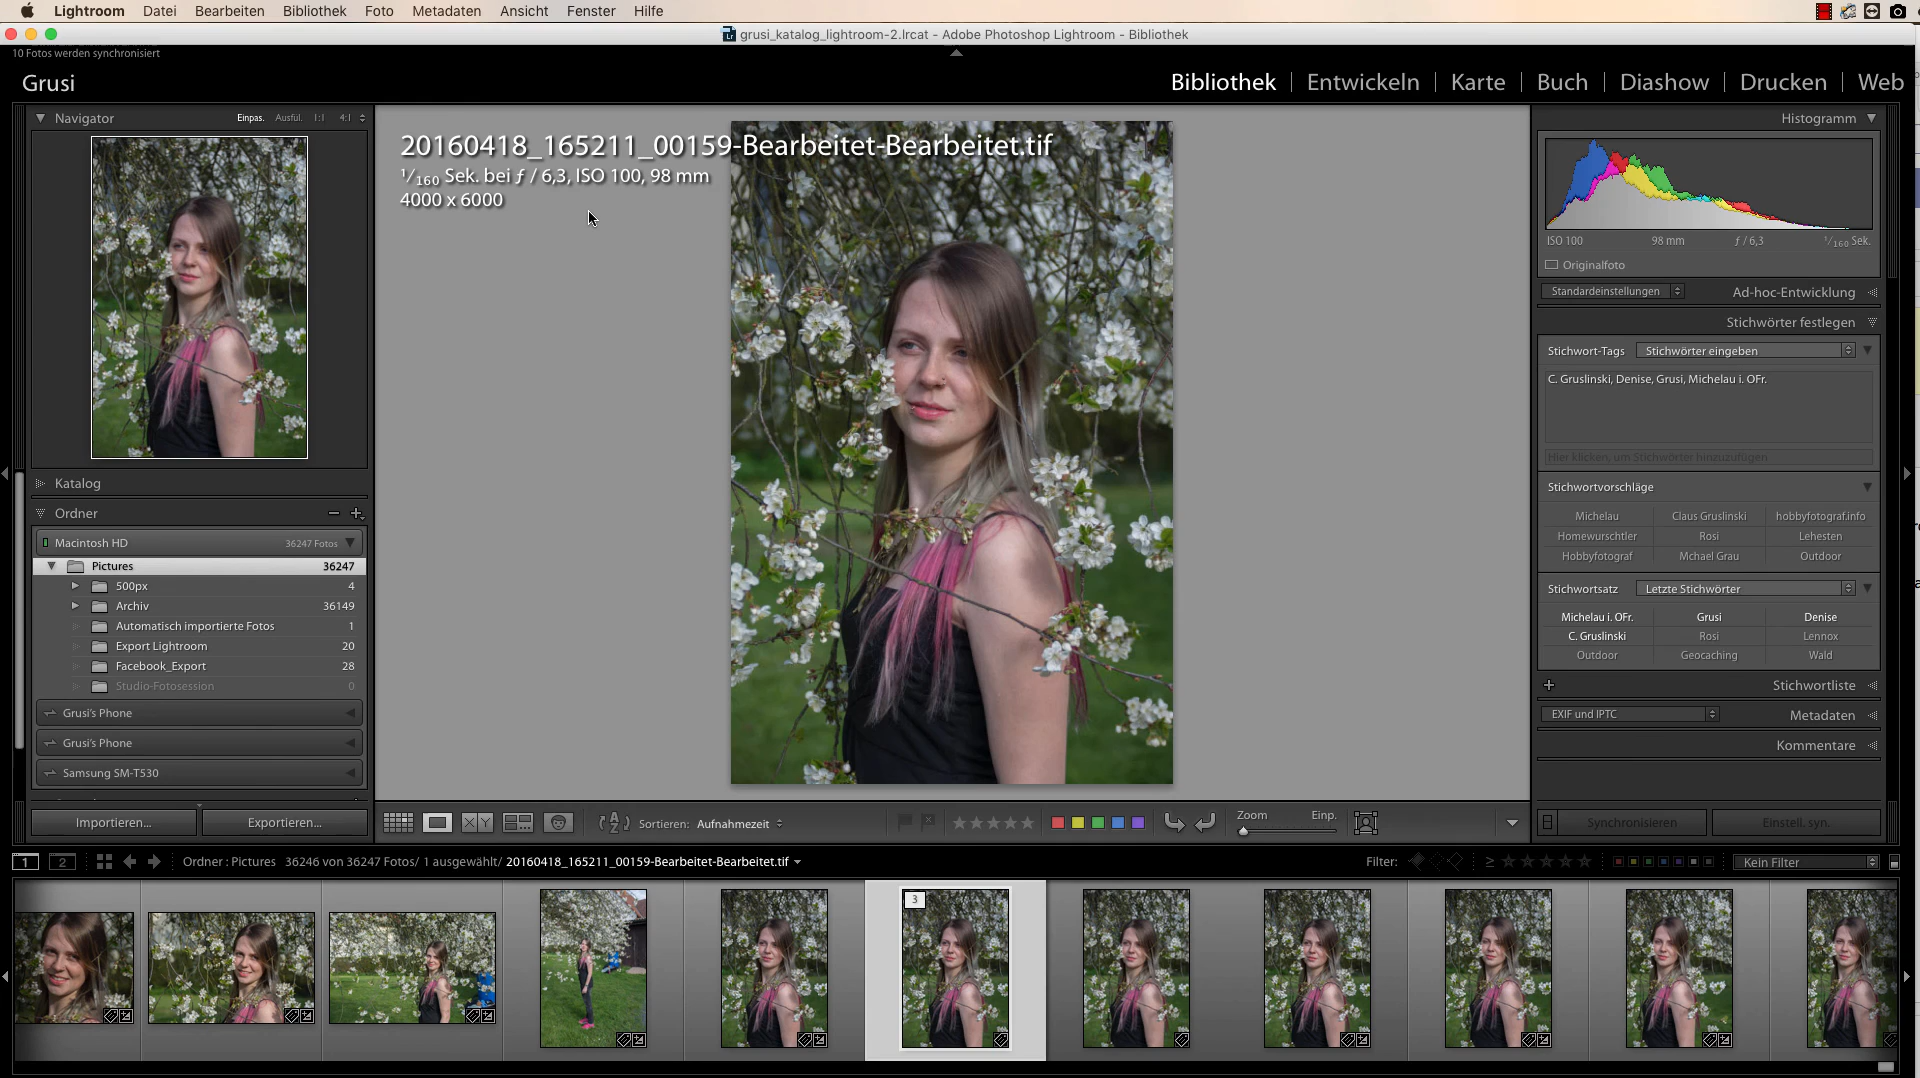 Lightroom Datei Bearbeiten Bibliothek Foto Metadaten Ansicht Fenster Hilfe
grusi_katalog_lightroom-2.lrcat - Adobe Photoshop Lightroom - Bibliothek
10 Fotos werden synchronisiert
Grusi
Bibliothek | Entwickeln | Karte | Buch | Diashow | Drucken | Web
Navigator Einpas. Ausfül. 1:1 4:1
20160418_165211_00159-Bearbeitet-Bearbeitet.tif
1/160 Sek. bei ƒ / 6,3, ISO 100, 98 mm
4000 x 6000
Histogramm
ISO 100 98 mm ƒ / 6,3 1/160 Sek.
Originalfoto
Standardeinstellungen Ad-hoc-Entwicklung
Stichwörter festlegen
Stichwort-Tags Stichwörter eingeben
C. Gruslinski, Denise, Grusi, Michelau i. OFr.
Hier klicken, um Stichwörter hinzuzufügen
Stichwortvorschläge
Michelau Claus Gruslinski hobbyfotograf.info
Homewurschtler Rosi Lehesten
Hobbyfotograf Mchael Grau Outdoor
Stichwortsatz Letzte Stichwörter
Michelau i. OFr. Grusi Denise
C. Gruslinski Rosi Lennox
Outdoor Geocaching Wald
Stichwortliste
EXIF und IPTC Metadaten
Kommentare
Synchronisieren Einstell. syn.
Katalog
Ordner
Macintosh HD 36247 Fotos
Pictures 36247
500px 4
Archiv 36149
Automatisch importierte Fotos 1
Export Lightroom 20
Facebook_Export 28
Studio-Fotosession 0
Grusi's Phone
Grusi's Phone
Samsung SM-T530
Importieren... Exportieren...
X Y Sortieren: Aufnahmezeit Zoom Einp.
1 2 Ordner : Pictures 36246 von 36247 Fotos/ 1 ausgewählt/ 20160418_165211_00159-Bearbeitet-Bearbeitet.tif Filter: ≥ Kein Filter
3